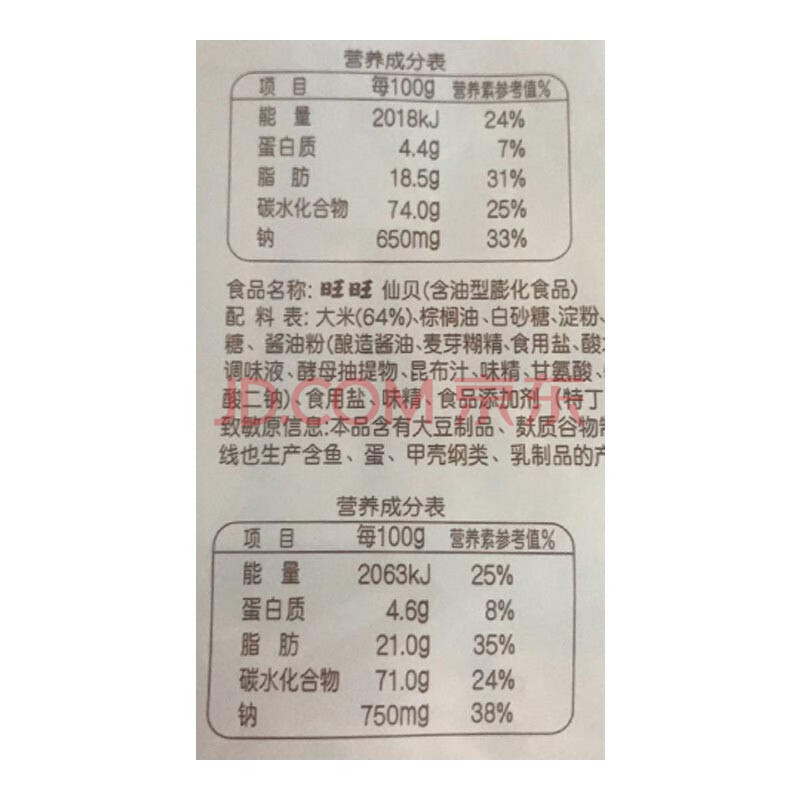 营养成分表
项 目 每100g 营养素参考值%
能 量 2018kJ 24%
蛋白质 4.4g 7%
脂 肪 18.5g 31%
碳水化合物 74.0g 25%
钠 650mg 33%
食品名称: 旺旺 仙贝(含油型膨化食品)
配 料 表: 大米(64%)、棕榈油、白砂糖、淀粉、
糖、酱油粉(酿造酱油、麦芽糊精、食用盐、酸
调味液、酵母抽提物、昆布汁、味精、甘氨酸、
酸二钠)、食用盐、味精、食品添加剂 [特丁
JD.COM 京东
致敏原信息:本品含有大豆制品、麸质谷物制
线也生产含鱼、蛋、甲壳纲类、乳制品的产
营养成分表
项 目 每100g 营养素参考值%
能 量 2063kJ 25%
蛋白质 4.6g 8%
脂 肪 21.0g 35%
碳水化合物 71.0g 24%
钠 750mg 38%